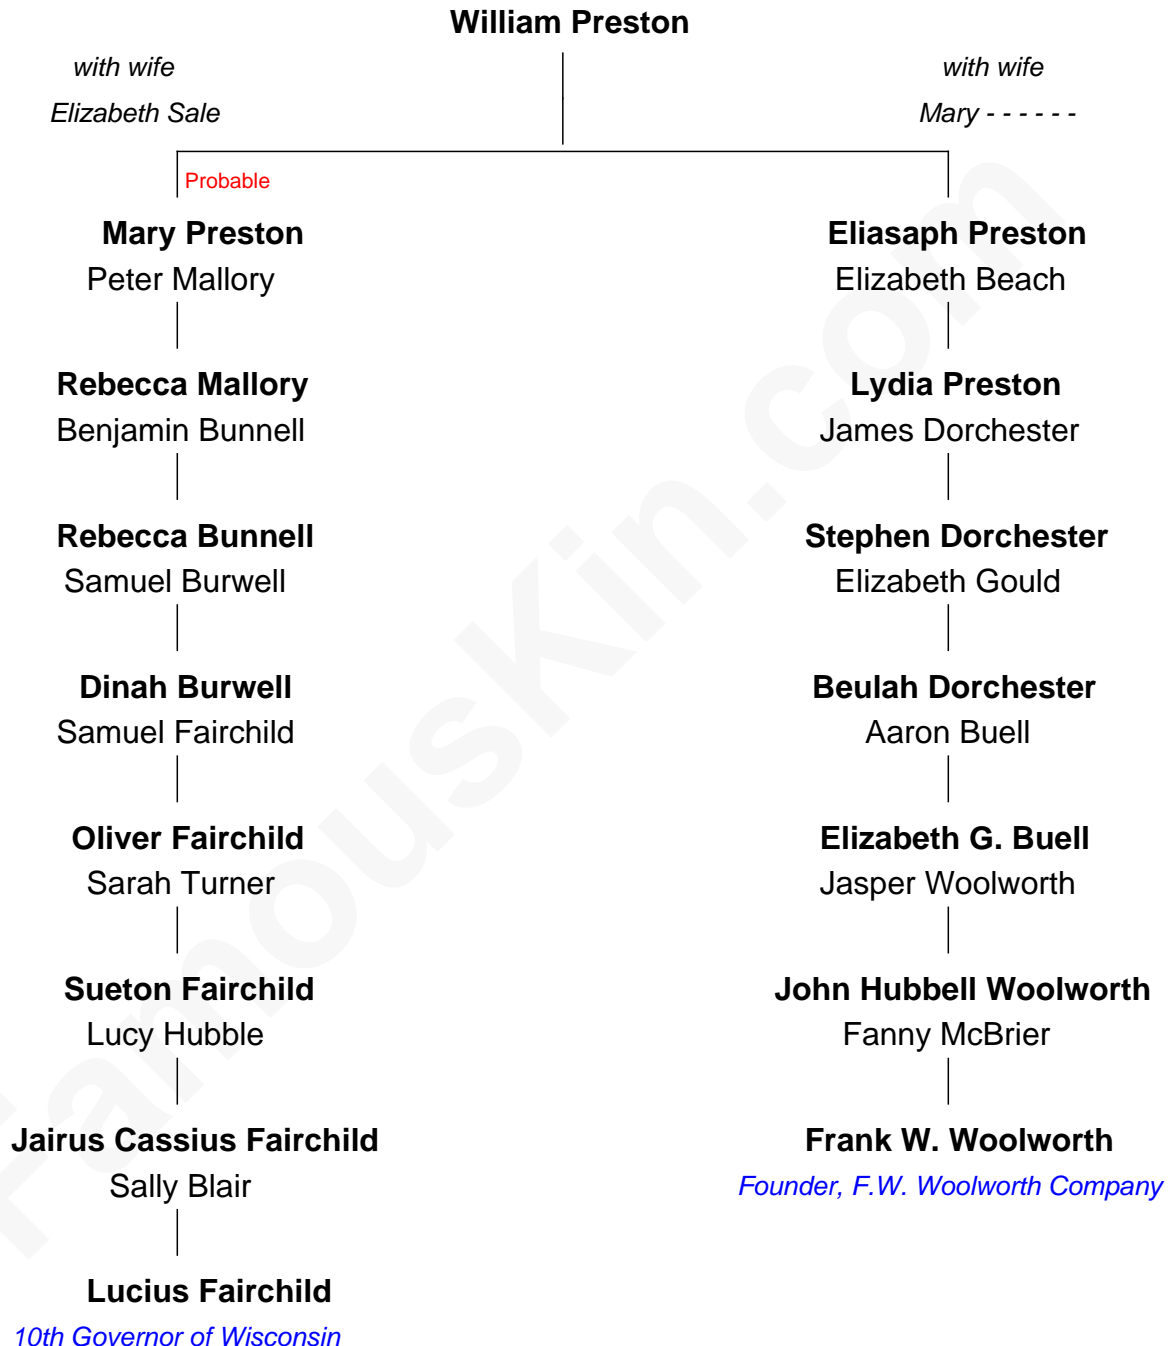 William Preston
with wife
Elizabeth Sale
with wife
Mary - - - - - -
Probable
Mary Preston
Peter Mallory
Eliasaph Preston
Elizabeth Beach
Rebecca Mallory
Benjamin Bunnell
Lydia Preston
James Dorchester
Rebecca Bunnell
Samuel Burwell
Stephen Dorchester
Elizabeth Gould
Dinah Burwell
Samuel Fairchild
Beulah Dorchester
Aaron Buell
Oliver Fairchild
Sarah Turner
Elizabeth G. Buell
Jasper Woolworth
Sueton Fairchild
Lucy Hubble
John Hubbell Woolworth
Fanny McBrier
Jairus Cassius Fairchild
Sally Blair
Frank W. Woolworth
Founder, F.W. Woolworth Company
Lucius Fairchild
10th Governor of Wisconsin
FamousKin.com